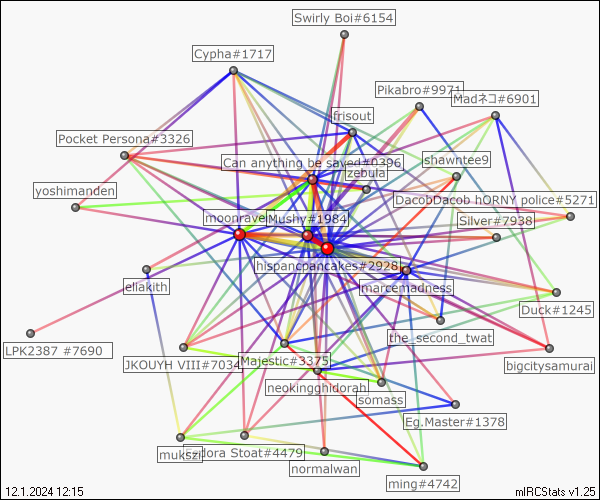 Swirly Boi#6154
Cypha#1717
Pikabro#9971
Madネコ#6901
frisout
Pocket Persona#3326
Can anything be saved#0396
shawntee9
zebula
yoshimanden
DacobDacob hORNY police#5271
moonravel
Mushy#1984
Silver#7938
hispancpancakes#2928
eliakith
marcemadness
Duck#1245
the_second_twat
LPK2387 #7690
JKOUYH VIII#7034
Majestic#3375
bigcitysamurai
neokingghidorah
somass
Eg.Master#1378
mukszi
Stoat#4479
normalwan
ming#4742
12.1.2024 12:15
mIRCStats v1.25